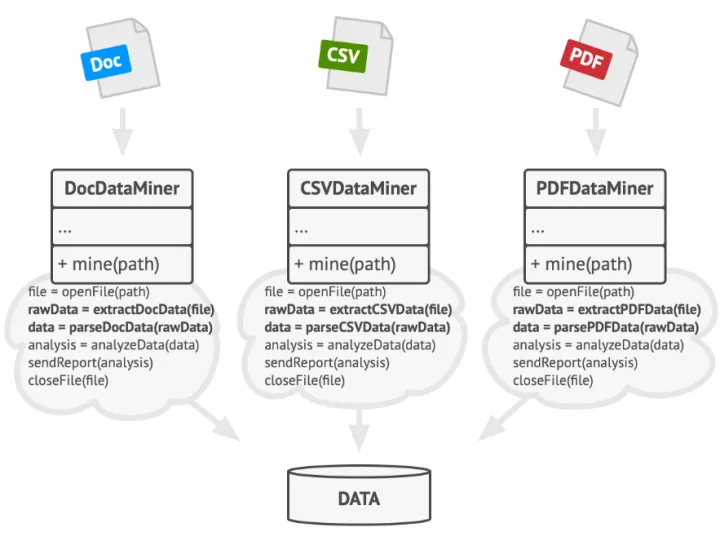 Doc
CSV
PDF
DocDataMiner
...
+ mine(path)
file = openFile(path)
rawData = extractDocData(file)
data = parseDocData(rawData)
analysis = analyzeData(data)
sendReport(analysis)
closeFile(file)
CSVDataMiner
...
+ mine(path)
file = openFile(path)
rawData = extractCSVData(file)
data = parseCSVData(rawData)
analysis = analyzeData(data)
sendReport(analysis)
closeFile(file)
PDFDataMiner
...
+ mine(path)
file = openFile(path)
rawData = extractPDFData(file)
data = parsePDFData(rawData)
analysis = analyzeData(data)
sendReport(analysis)
closeFile(file)
DATA